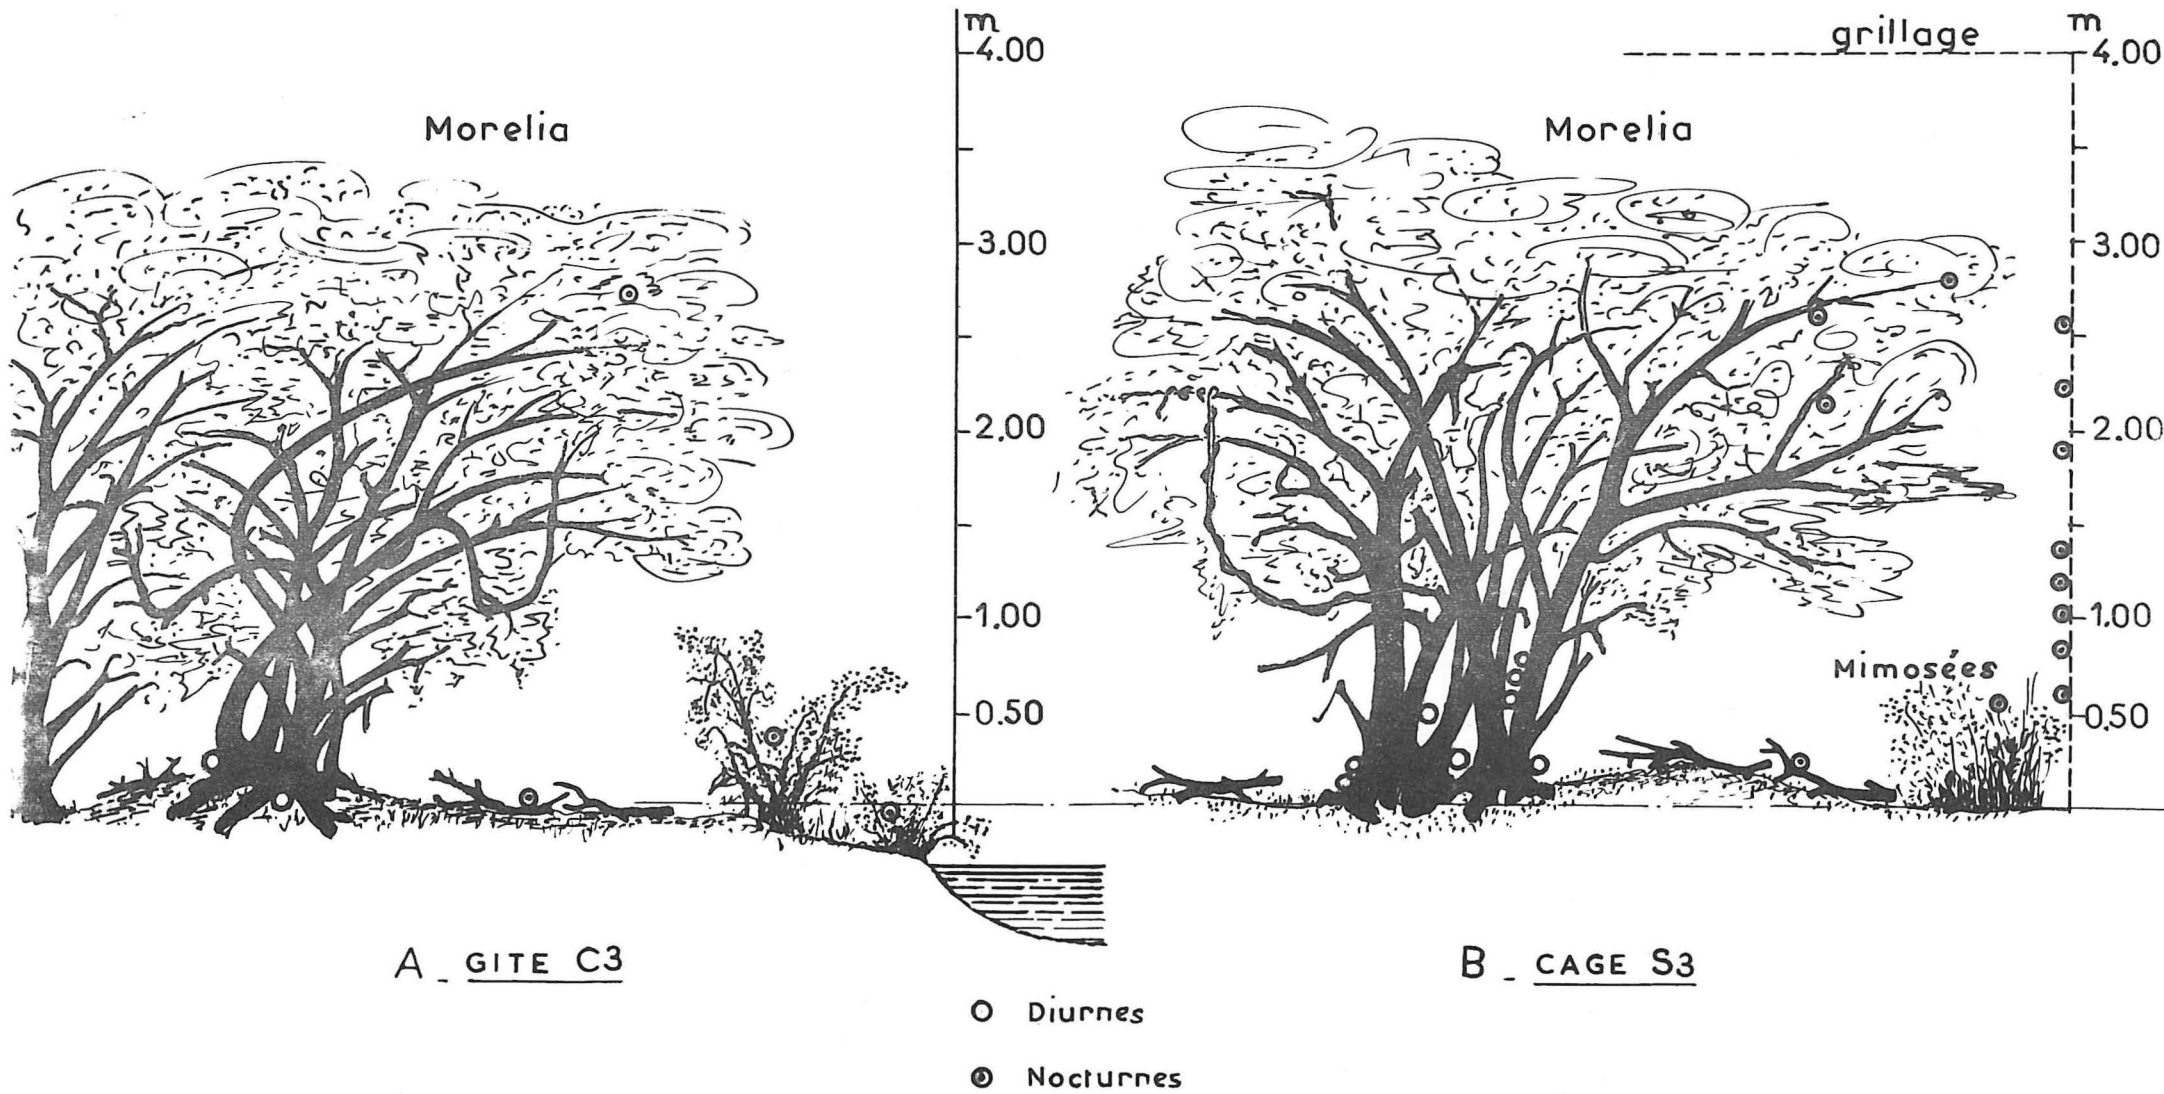 m
4.00
Morelia
3.00
2.00
1.00
0.50
A - GITE C3
grillage
m
4.00
Morelia
3.00
2.00
1.00
Mimosées
0.50
B - CAGE S3
Diurnes
Nocturnes